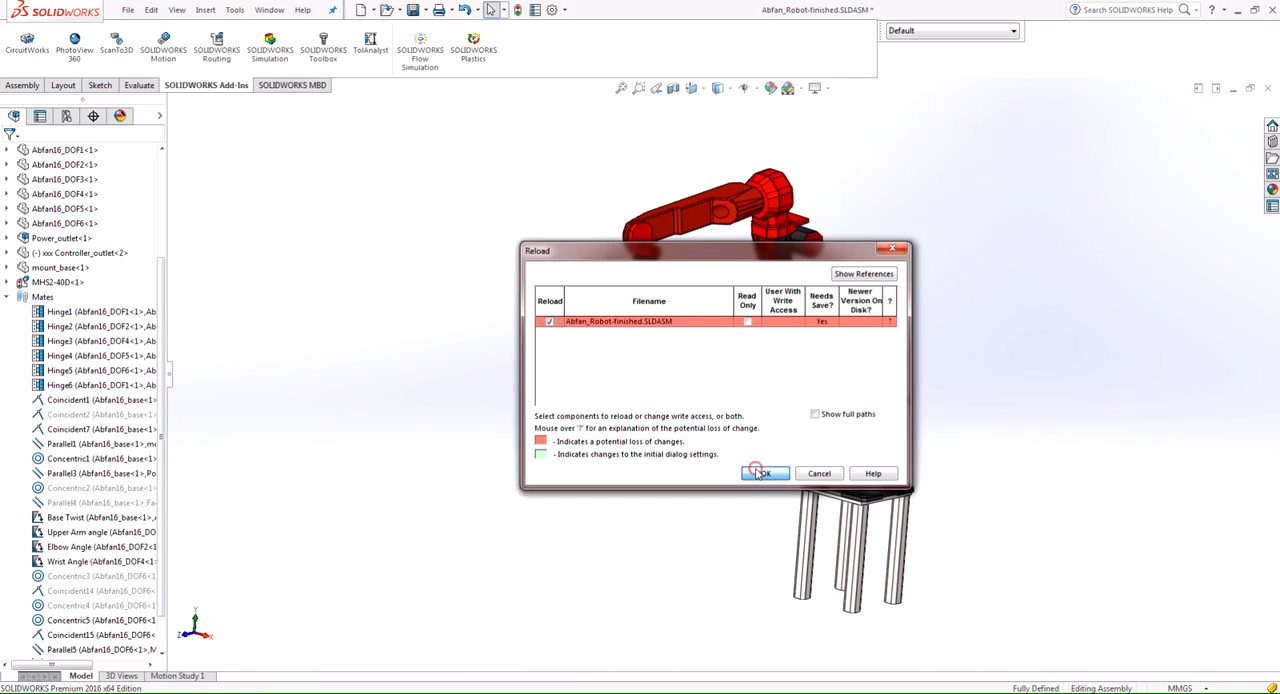 SOLIDWORKS
File Edit View Insert Tools Window Help
Abfan_Robot-finished.SLDASM *
Search SOLIDWORKS Help
CircuitWorks
PhotoView 360
ScanTo3D
SOLIDWORKS Motion
SOLIDWORKS Routing
SOLIDWORKS Simulation
SOLIDWORKS Toolbox
TolAnalyst
SOLIDWORKS Flow Simulation
SOLIDWORKS Plastics
Default
Assembly Layout Sketch Evaluate SOLIDWORKS Add-Ins SOLIDWORKS MBD
Abfan16_DOF1<1>
Abfan16_DOF2<1>
Abfan16_DOF3<1>
Abfan16_DOF4<1>
Abfan16_DOF5<1>
Abfan16_DOF6<1>
Power_outlet<1>
(-) xxx Controller_outlet<2>
mount_base<1>
MHS2-40D<1>
Mates
Hinge1 (Abfan16_DOF1<1>,Ab
Hinge2 (Abfan16_DOF2<1>,Ab
Hinge3 (Abfan16_DOF4<1>,Ab
Hinge4 (Abfan16_DOF5<1>,Ab
Hinge5 (Abfan16_DOF6<1>,Ab
Hinge6 (Abfan16_DOF1<1>,Ab
Coincident1 (Abfan16_base<1>
Coincident2 (Abfan16_base<1>
Coincident7 (Abfan16_base<1>
Parallel1 (Abfan16_base<1>,mo
Concentric1 (Abfan16_base<1>
Parallel3 (Abfan16_base<1>,Po
Concentric2 (Abfan16_base<1>
Parallel4 (Abfan16_base<1>,Fa
Base Twist (Abfan16_base<1>,A
Upper Arm angle (Abfan16_DO
Elbow Angle (Abfan16_DOF2<1
Wrist Angle (Abfan16_DOF4<1>
Concentric3 (Abfan16_DOF6<1
Coincident14 (Abfan16_DOF6<1
Concentric4 (Abfan16_DOF6<1>
Concentric5 (Abfan16_DOF6<1>
Coincident15 (Abfan16_DOF6<
Parallel5 (Abfan16_DOF6<1>,M
Reload
Show References
Reload
Filename
Read Only
User With Write Access
Needs Save?
Newer Version On Disk?
?
Abfan_Robot-finished.SLDASM Yes ?
Select components to reload or change write access, or both.
Show full paths
Mouse over '?' for an explanation of the potential loss of change.
- Indicates a potential loss of changes.
- Indicates changes to the initial dialog settings.
OK Cancel Help
Y
Z X
Model 3D Views Motion Study 1
SOLIDWORKS Premium 2016 x64 Edition
Fully Defined Editing Assembly MMGS